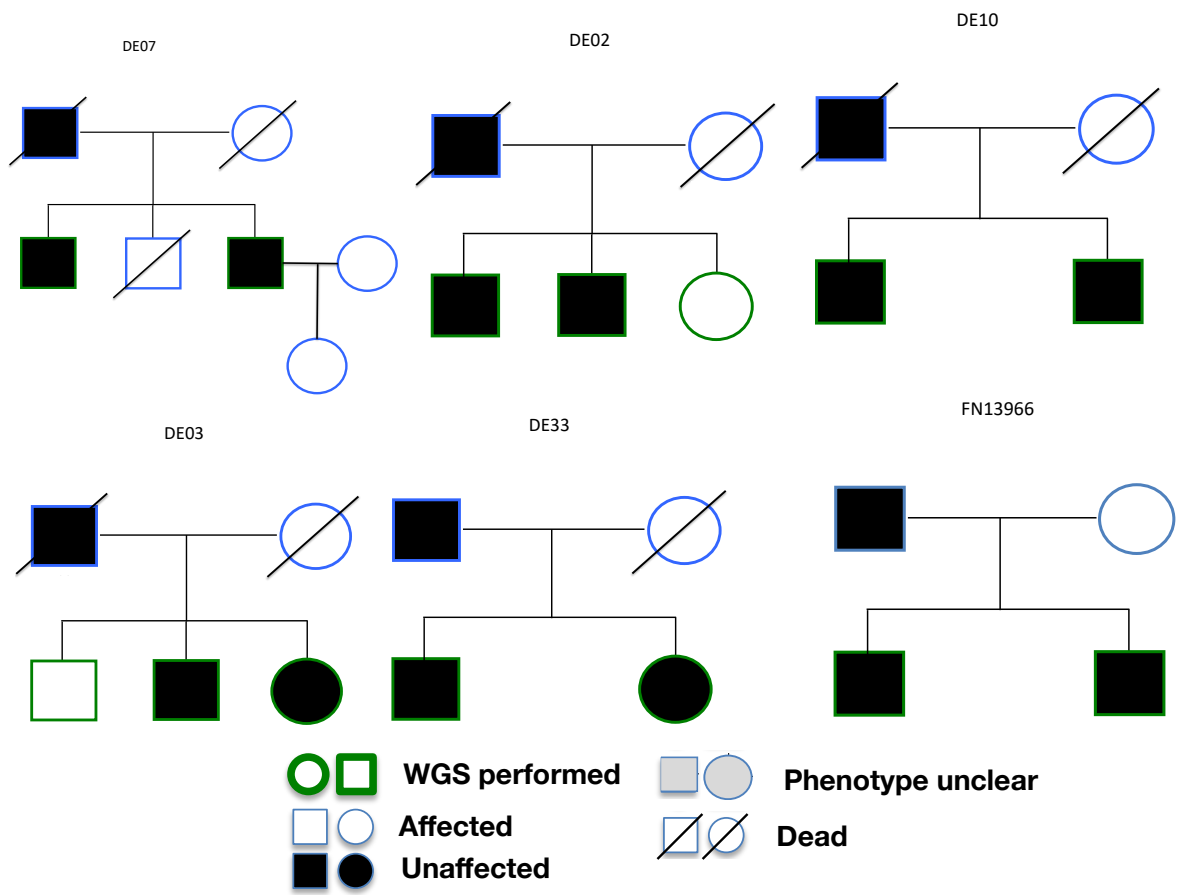 DE07
DE02
DE10
DE03
DE33
FN13966
WGS performed
Phenotype unclear
Affected
Dead
Unaffected